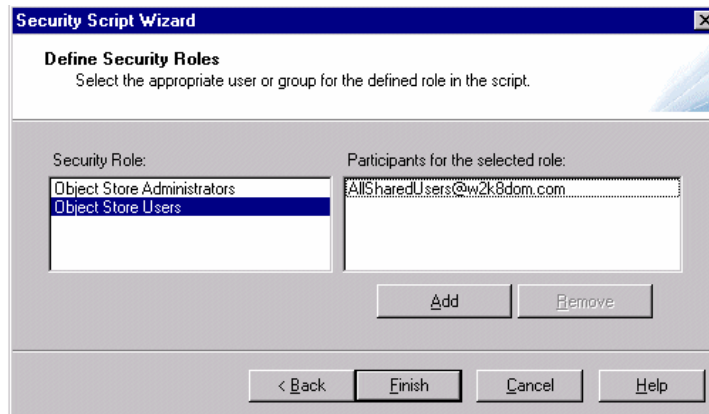 Security Script Wizard
Define Security Roles
Select the appropriate user or group for the defined role in the script.
Security Role:
Participants for the selected role:
Object Store Administrators
Object Store Users
AllSharedUsers@w2k8dom.com
Add
Remove
< Back
Finish
Cancel
Help